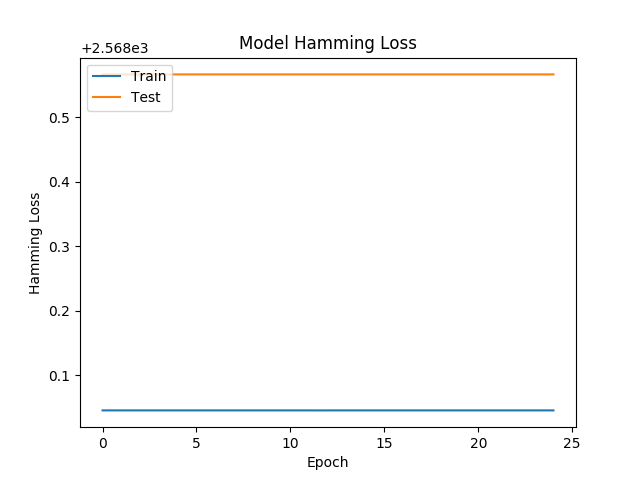 Model Hamming Loss
+2.568e3
Train
Test
0.5
0.4
0.3
0.2
0.1
Hamming Loss
0 5 10 15 20 25
Epoch